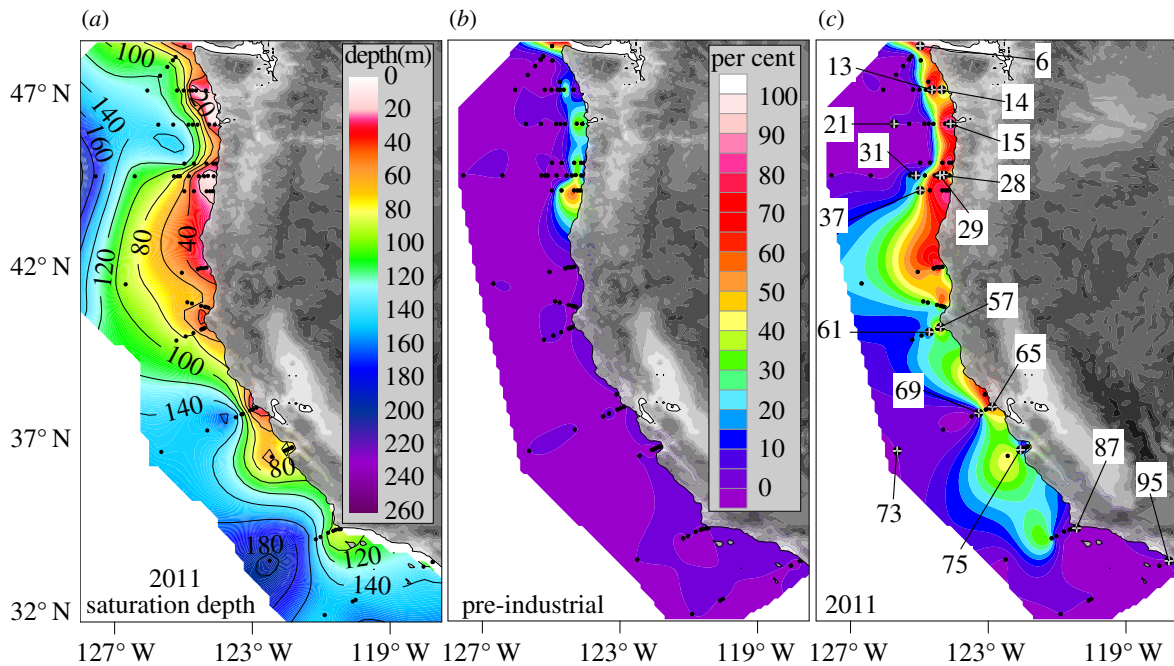 (a)
(b)
(c)
47° N
42° N
37° N
32° N
depth(m)
0
20
40
60
80
100
120
140
160
180
200
220
240
260
100
140
160
120
80
40
20
100
140
80
180
120
140
2011
saturation depth
127° W
123° W
119° W
per cent
100
90
80
70
60
50
40
30
20
10
0
pre-industrial
127° W
123° W
119° W
6
13
14
21
15
31
28
37
29
57
61
65
69
87
95
73
75
2011
127° W
123° W
119° W